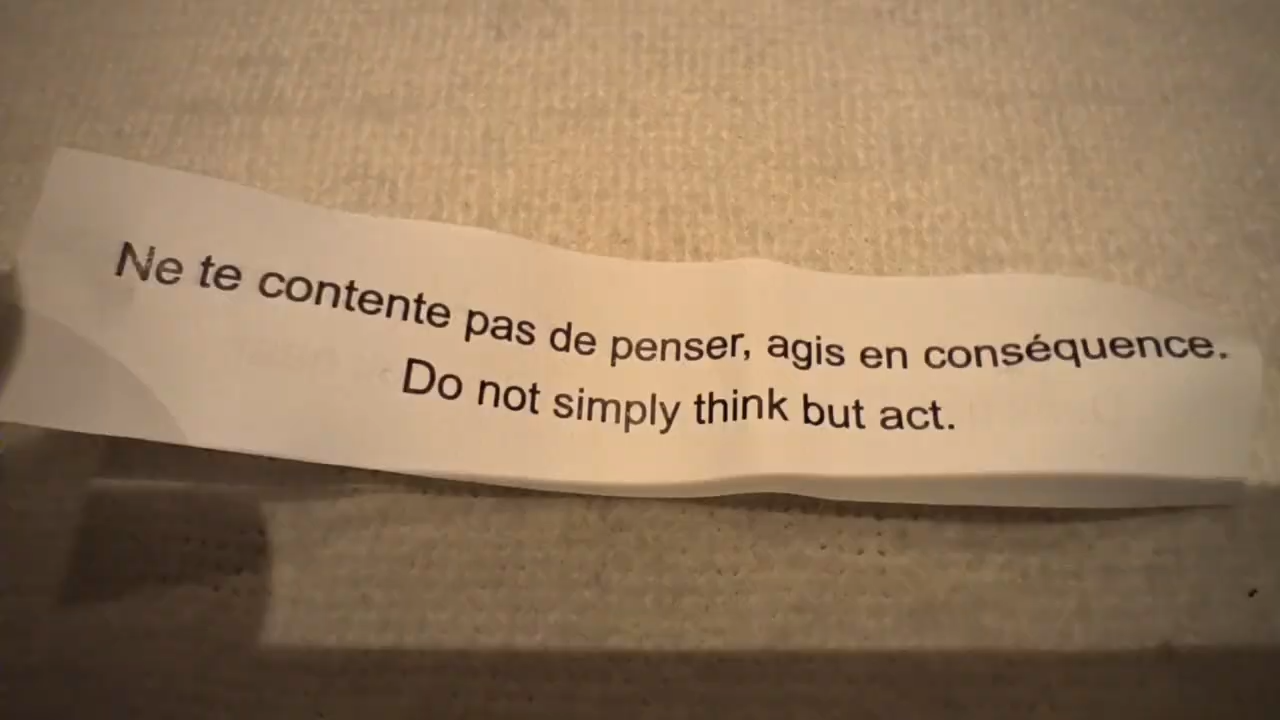 Ne te contente pas de penser, agis en conséquence.
Do not simply think but act.